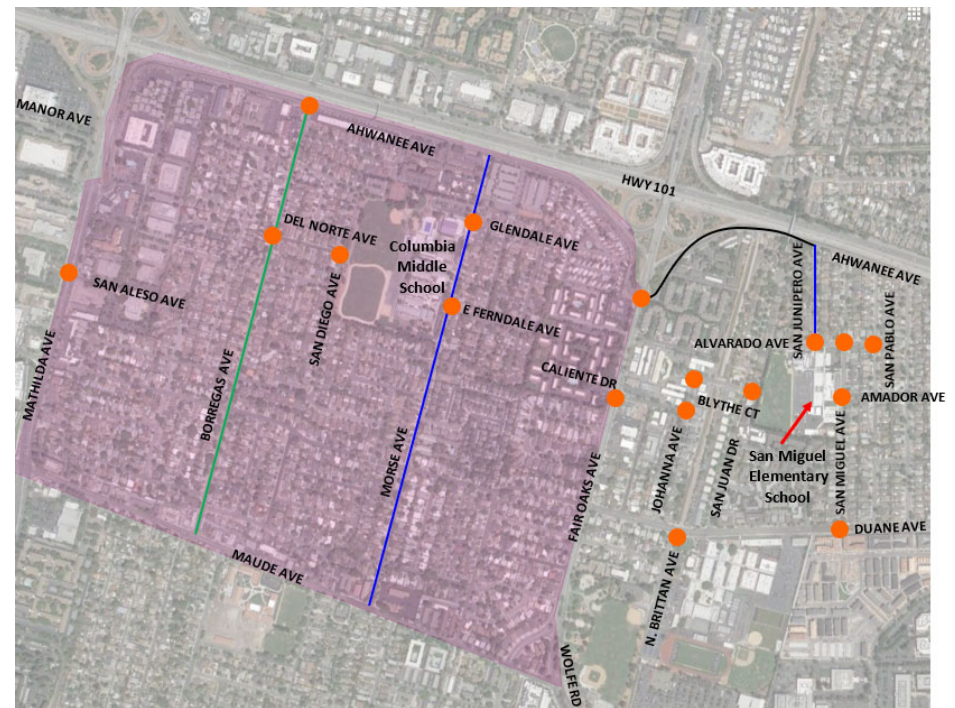 MANOR AVE
AHWANEE AVE
HWY 101
DEL NORTE AVE
Columbia
Middle
School
GLENDALE AVE
SAN ALESO AVE
SAN DIEGO AVE
E FERNDALE AVE
AHWANEE AVE
SAN JUNIPERO AVE
ALVARADO AVE
SAN PABLO AVE
MATHILDA AVE
BORREGAS AVE
CALIENTE DR
BLYTHE CT
AMADOR AVE
MORSE AVE
JOHANNA AVE
SAN JUAN DR
San Miguel
Elementary
School
SAN MIGUEL AVE
FAIR OAKS AVE
DUANE AVE
MAUDE AVE
N. BRITTAN AVE
WOLFE RD